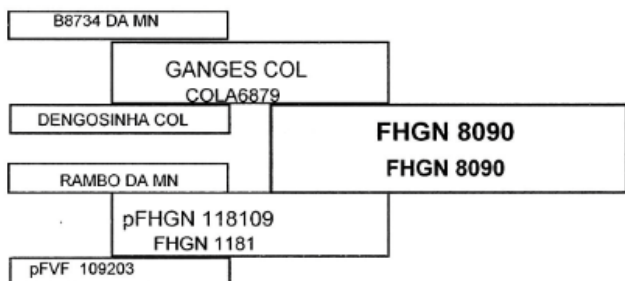 B8734 DA MN
GANGES COL
COLA6879
DENGOSINHA COL
FHGN 8090
FHGN 8090
RAMBO DA MN
pFHGN 118109
FHGN 1181
pFVF 109203